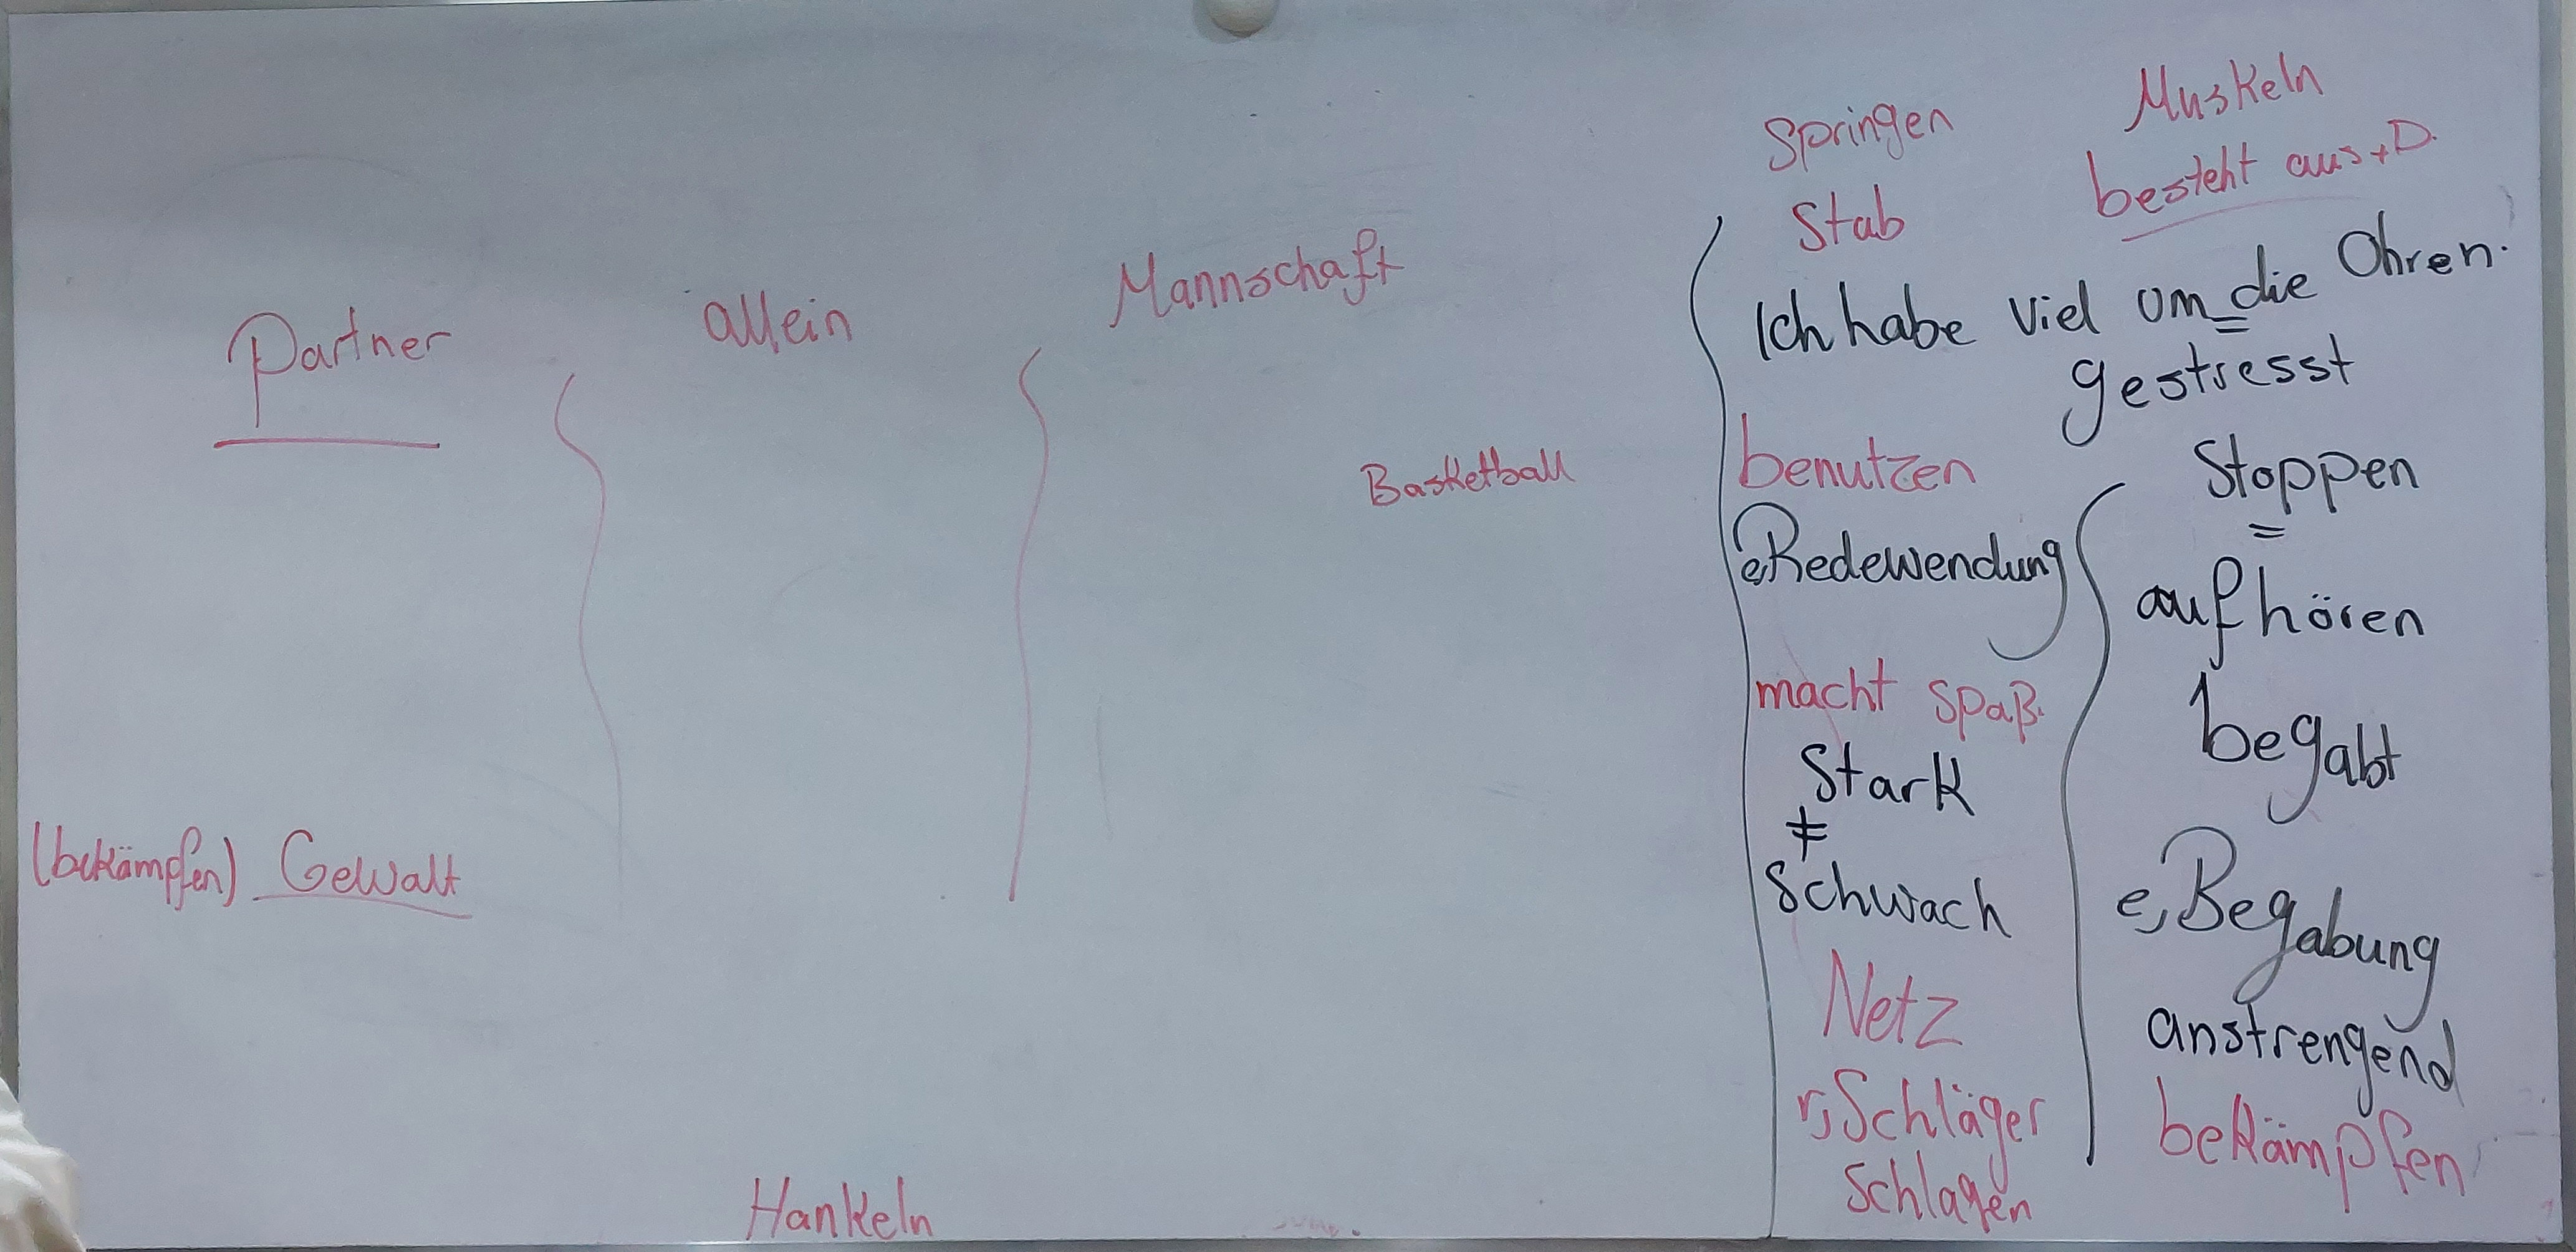 Partner
allein
Mannschaft
Basketball
(bekämpfen) Gewalt
Hankeln
Springen
Stab
Muskeln
besteht aus + D.
Ich habe viel um die Ohren.
=
gestresst
benutzen
e, Redewendung
macht Spaß.
Stark
≠
Schwach
Netz
r, Schläger
Schlagen
Stoppen
=
aufhören
begabt
e, Begabung
anstrengend
bekämpfen